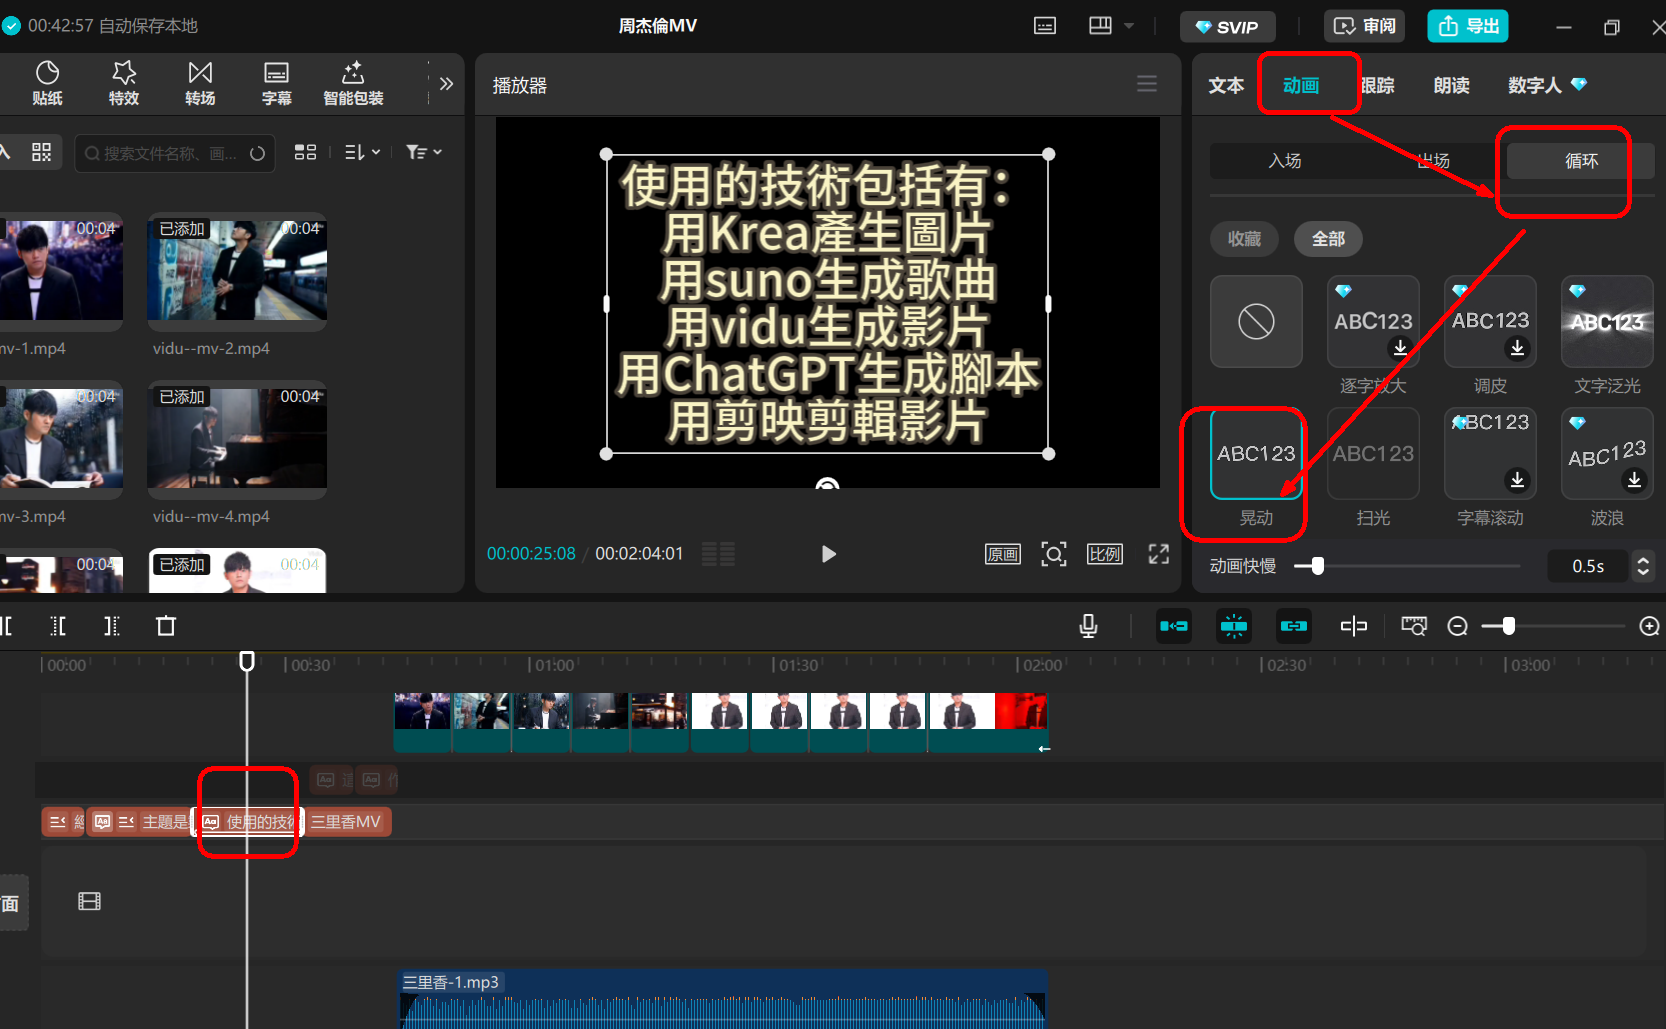 00:42:57 自动保存本地
周杰倫MV
SVIP
审阅
导出
贴纸
特效
转场
字幕
智能包装
播放器
文本
动画
跟踪
朗读
数字人
搜索文件名称、画...
入场
出场
循环
收藏
全部
00:04
已添加
00:04
mv-1.mp4
vidu--mv-2.mp4
00:04
已添加
00:04
mv-3.mp4
vidu--mv-4.mp4
00:04
已添加
00:04
使用的技術包括有：
用Krea產生圖片
用suno生成歌曲
用vidu生成影片
用ChatGPT生成腳本
用剪映剪輯影片
ABC123
ABC123
ABC123
逐字放大
调皮
文字泛光
ABC123
ABC123
ABC123
ABC123
晃动
扫光
字幕滚动
波浪
00:00:25:08 / 00:02:04:01
原画
比例
动画快慢
0.5s
00:00
00:30
01:00
01:30
02:00
02:30
03:00
主題是
使用的技術
三里香MV
面
三里香-1.mp3